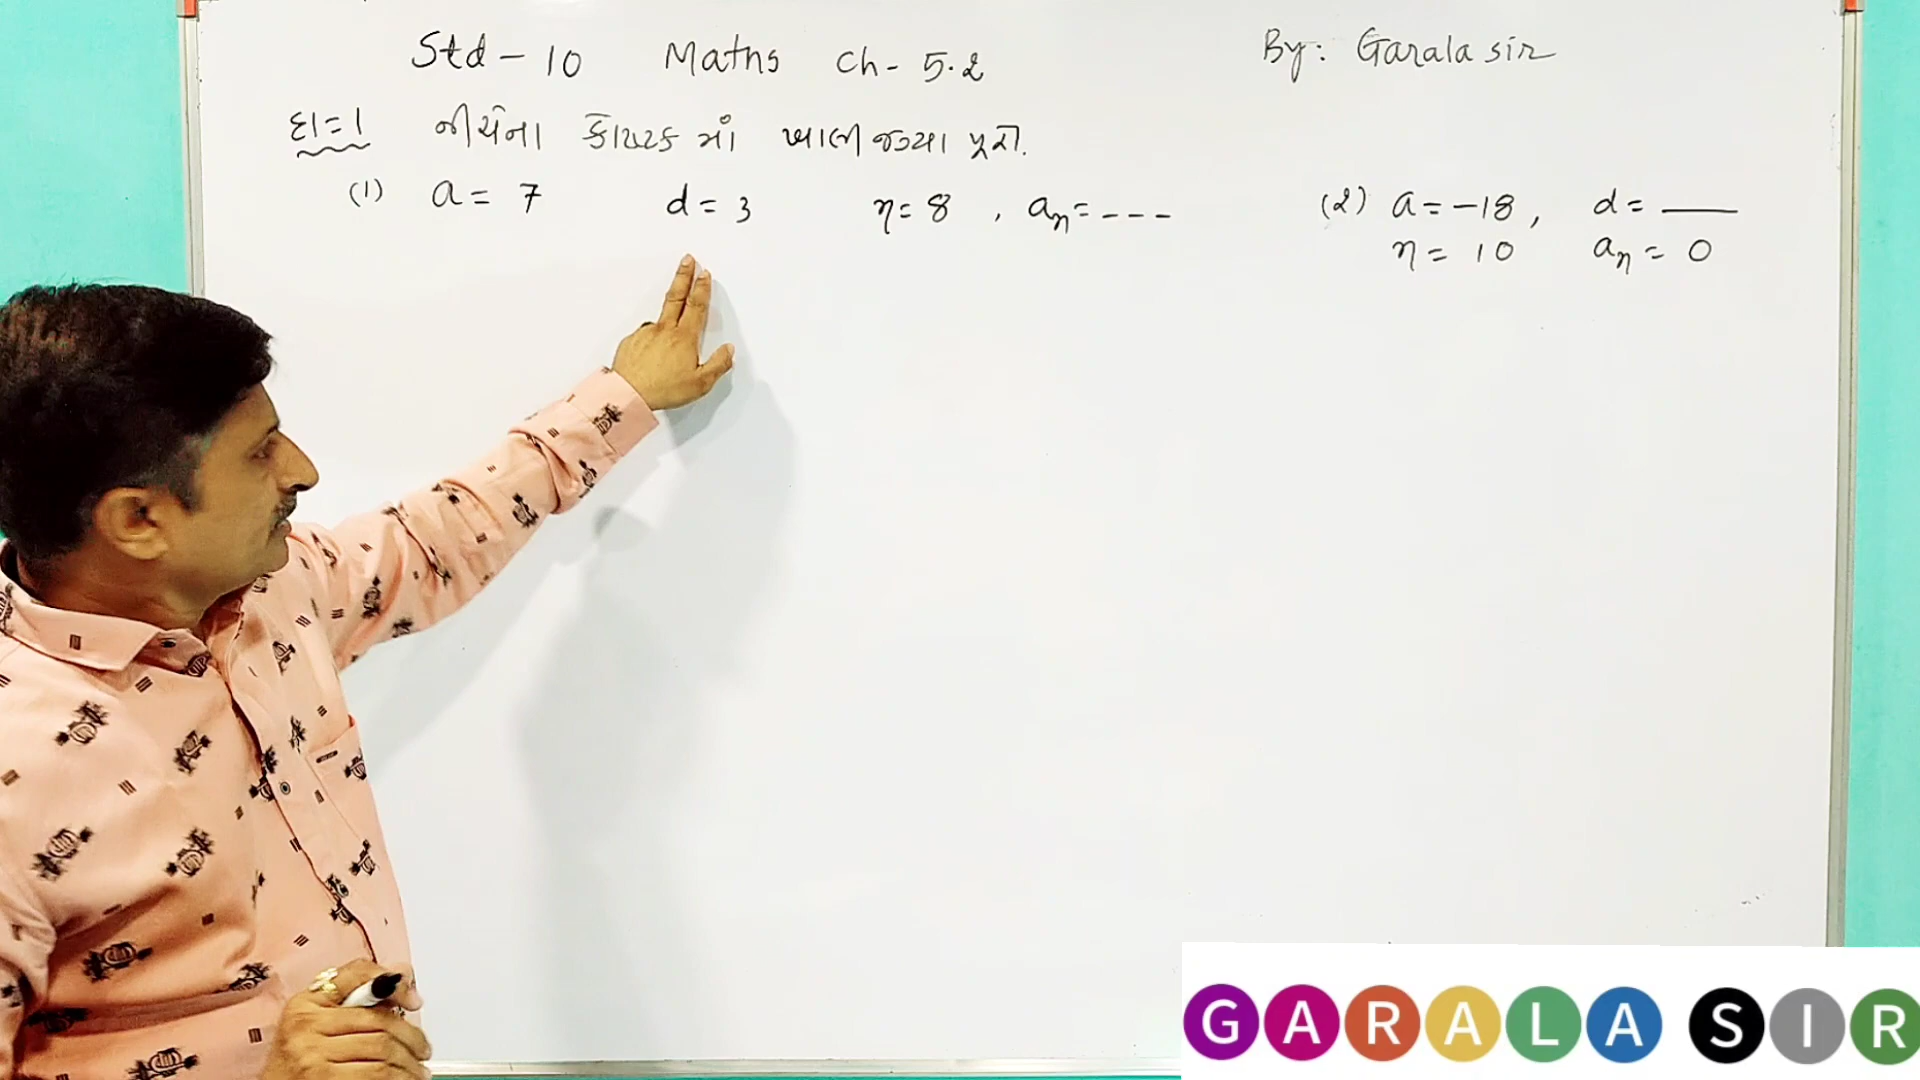 Std - 10 Maths Ch - 5.2
By: Garala sir
દા=1 નીચેના કોષ્ટક માં ખાલી જગ્યા પૂરો.
(1) a = 7 d = 3 n = 8 , an = ---
(2) a = -18 , d = ___
n = 10 an = 0
GARALA SIR